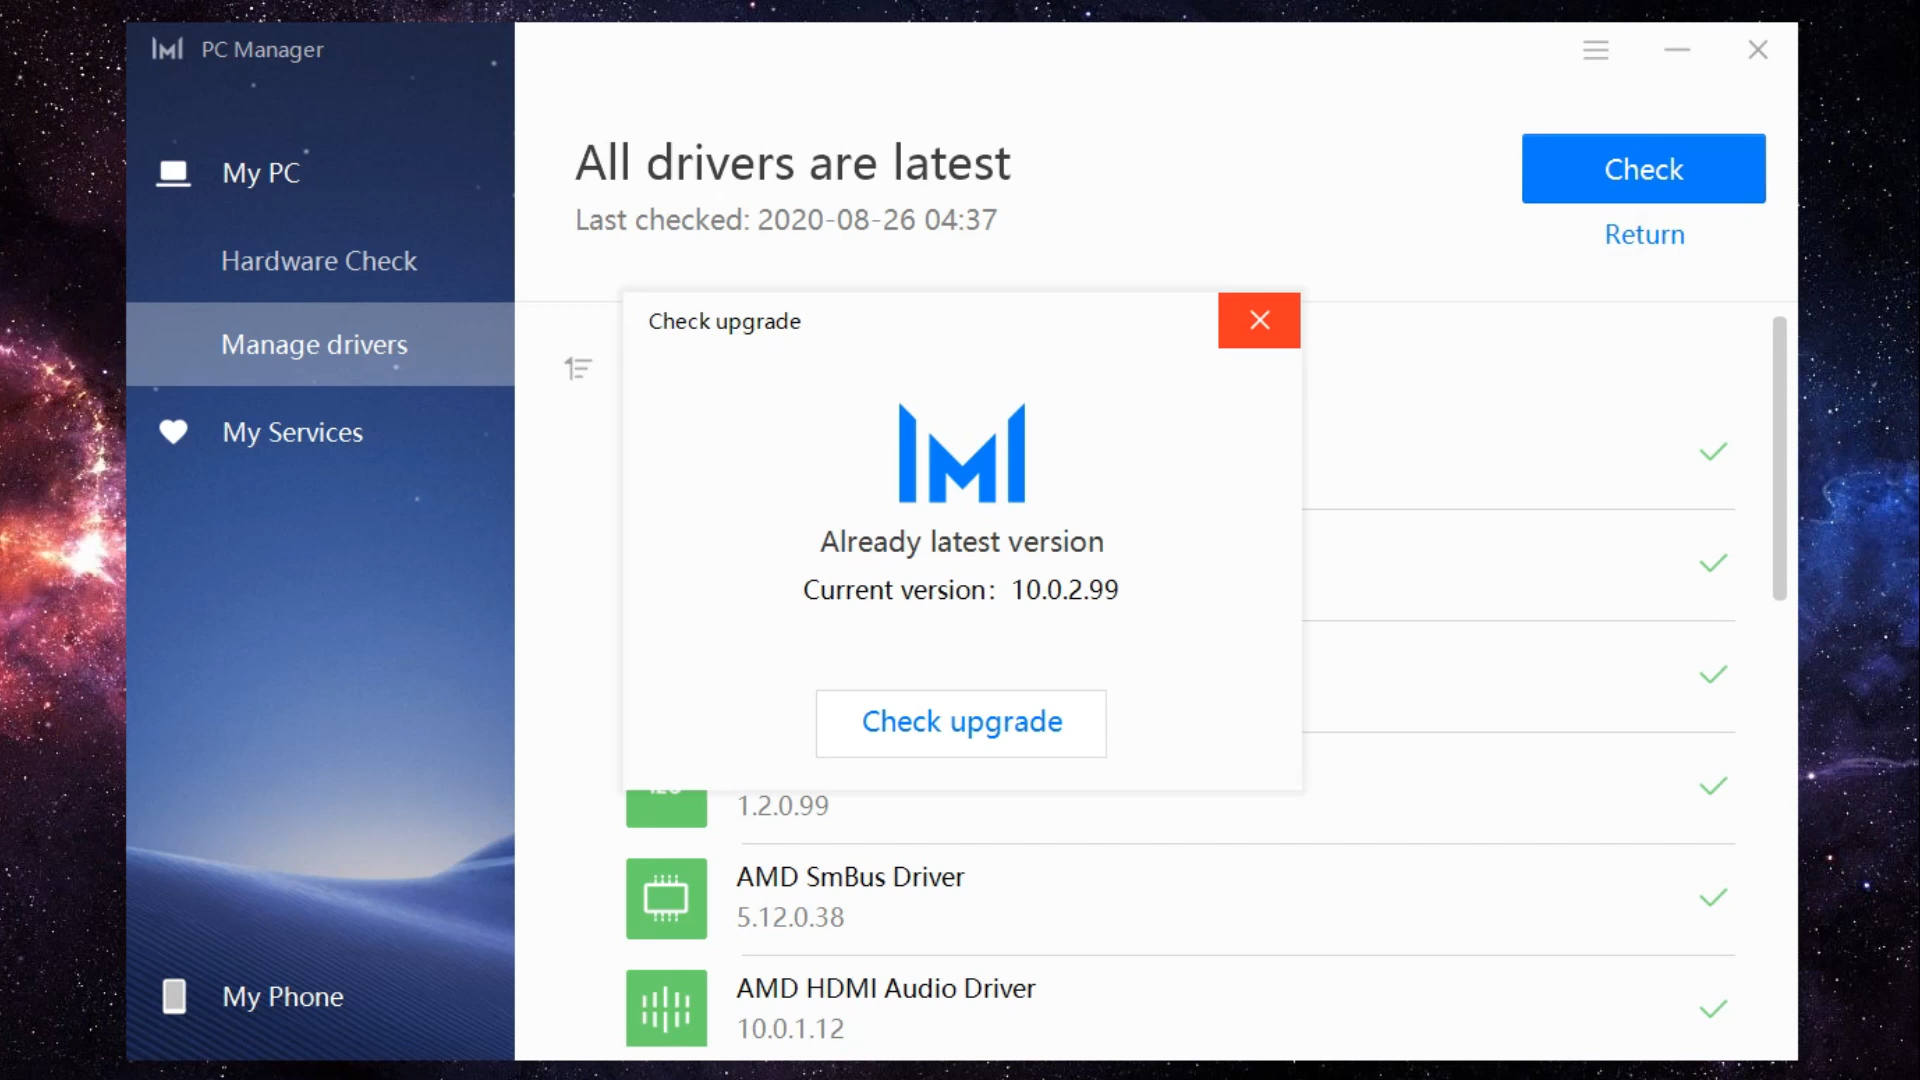 PC Manager
My PC
Hardware Check
Manage drivers
My Services
My Phone
All drivers are latest
Last checked: 2020-08-26 04:37
Check
Return
Check upgrade
Already latest version
Current version: 10.0.2.99
Check upgrade
1.2.0.99
AMD SmBus Driver
5.12.0.38
AMD HDMI Audio Driver
10.0.1.12